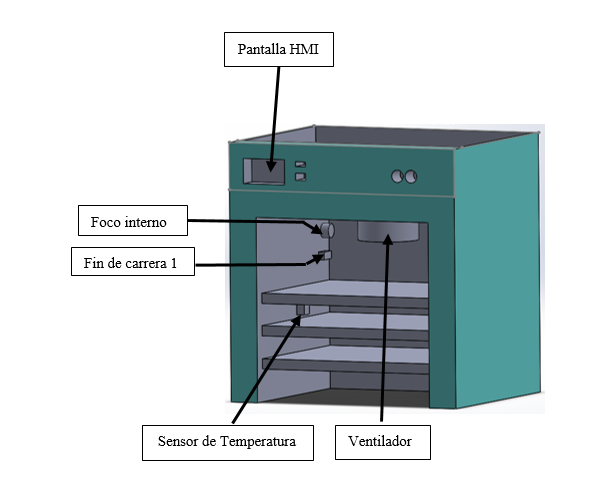 Pantalla HMI
Foco interno
Fin de carrera 1
Sensor de Temperatura
Ventilador